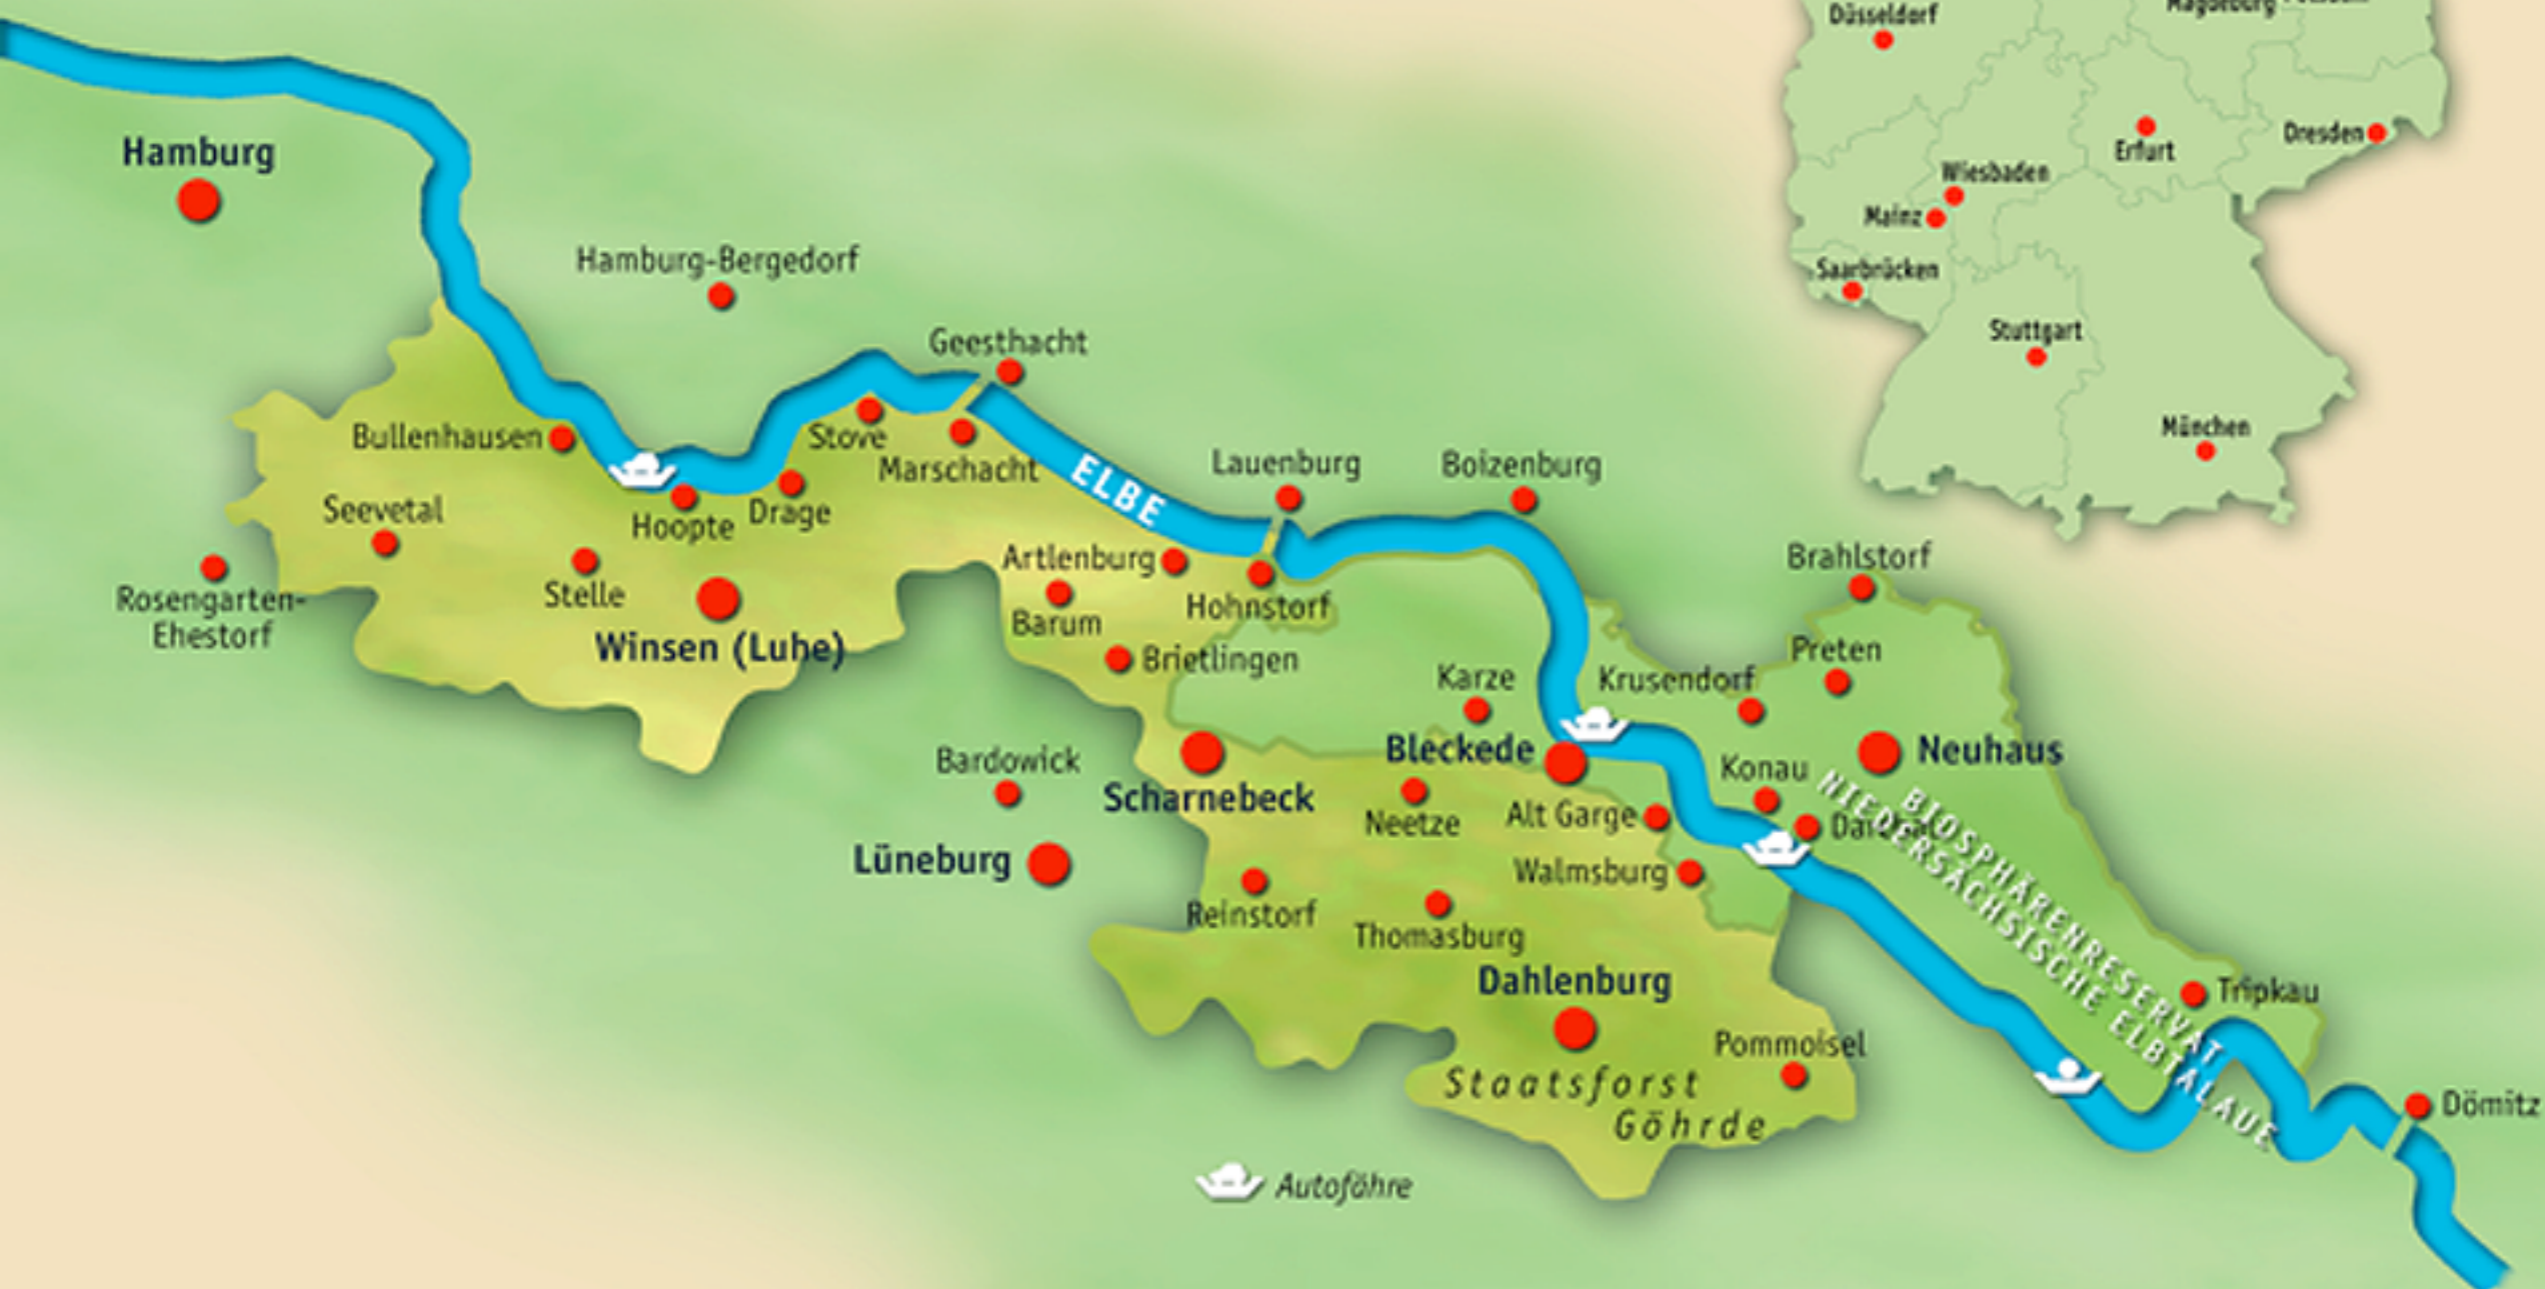 Düsseldorf
Magdeburg
Dresden
Erfurt
Wiesbaden
Mainz
Saarbrücken
Stuttgart
München
Hamburg
Hamburg-Bergedorf
Geesthacht
Bullenhausen
Stove
Marschacht
ELBE
Lauenburg
Boizenburg
Seevetal
Hoopte
Drage
Rosengarten-
Ehestorf
Stelle
Winsen (Luhe)
Artlenburg
Barum
Hohnstorf
Brietlingen
Brahlstorf
Preten
Karze
Krusendorf
Bleckede
Neuhaus
Bardowick
Scharnebeck
Konau
Neetze
Alt Garge
Lüneburg
Walmsburg
BIOSPHÄRENRESERVAT
NIEDERSÄCHSISCHE ELBTALAUE
Reinstorf
Thomasburg
Dahlenburg
Tripkau
Pommoisel
Staatsforst
Göhrde
Dömitz
Autofähre